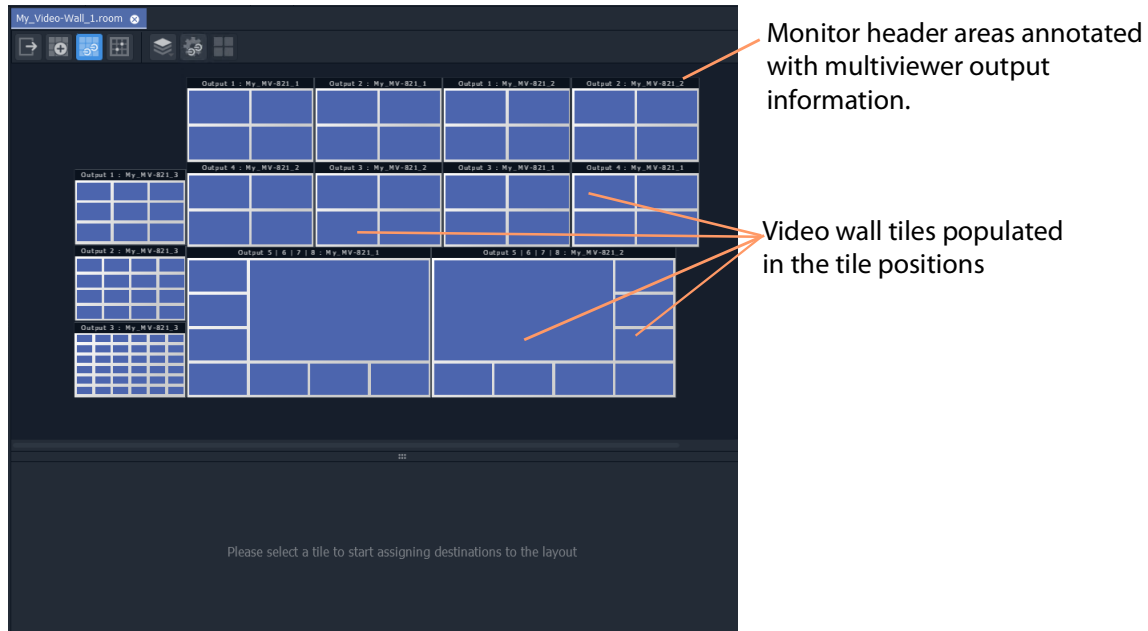 My_Video-Wall_1.room
Monitor header areas annotated
with multiviewer output
information.
Output 1 : My_MV-821_1
Output 2 : My_MV-821_1
Output 1 : My_MV-821_2
Output 2 : My_MV-821_2
Output 4 : My_MV-821_2
Output 3 : My_MV-821_2
Output 3 : My_MV-821_1
Output 4 : My_MV-821_1
Output 1 : My_MV-821_3
Video wall tiles populated
in the tile positions
Output 2 : My_MV-821_3
Output 5 | 6 | 7 | 8 : My_MV-821_1
Output 5 | 6 | 7 | 8 : My_MV-821_2
Output 3 : My_MV-821_3
Please select a tile to start assigning destinations to the layout